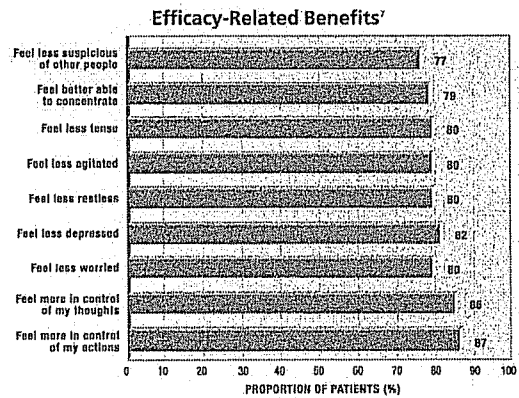 Efficacy-Related Benefits⁷
Feel less suspicious
of other people
77
Feel better able
to concentrate
79
Feel less tense
80
Feel less agitated
80
Feel less restless
80
Feel less depressed
82
Feel less worried
80
Feel more in control
of my thoughts
86
Feel more in control
of my actions
87
0 10 20 30 40 50 60 70 80 90 100
PROPORTION OF PATIENTS (%)